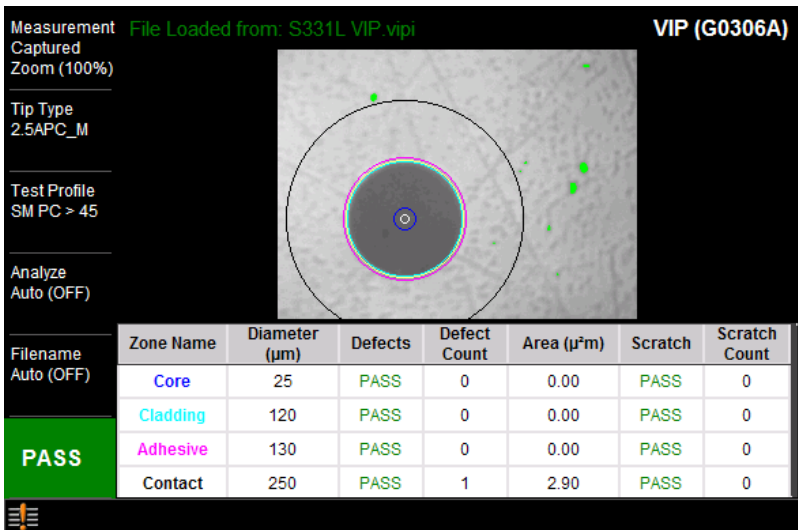 Measurement
Captured
Zoom (100%)
File Loaded from: S331L VIP.vipi
VIP (G0306A)
Tip Type
2.5APC_M
Test Profile
SM PC > 45
Analyze
Auto (OFF)
Filename
Auto (OFF)
PASS
Zone Name Diameter (µm) Defects Defect Count Area (µ²m) Scratch Scratch Count
Core 25 PASS 0 0.00 PASS 0
Cladding 120 PASS 0 0.00 PASS 0
Adhesive 130 PASS 0 0.00 PASS 0
Contact 250 PASS 1 2.90 PASS 0